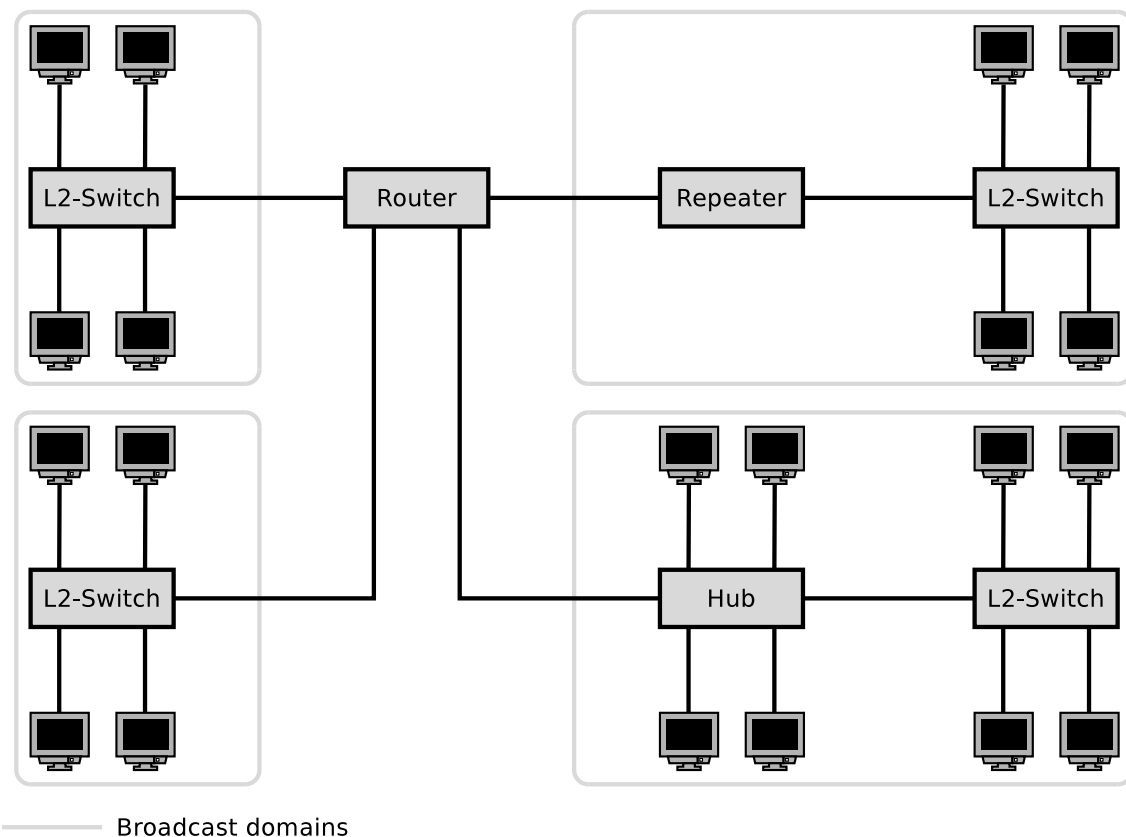 L2-Switch
Router
Repeater
L2-Switch
L2-Switch
Hub
L2-Switch
Broadcast domains